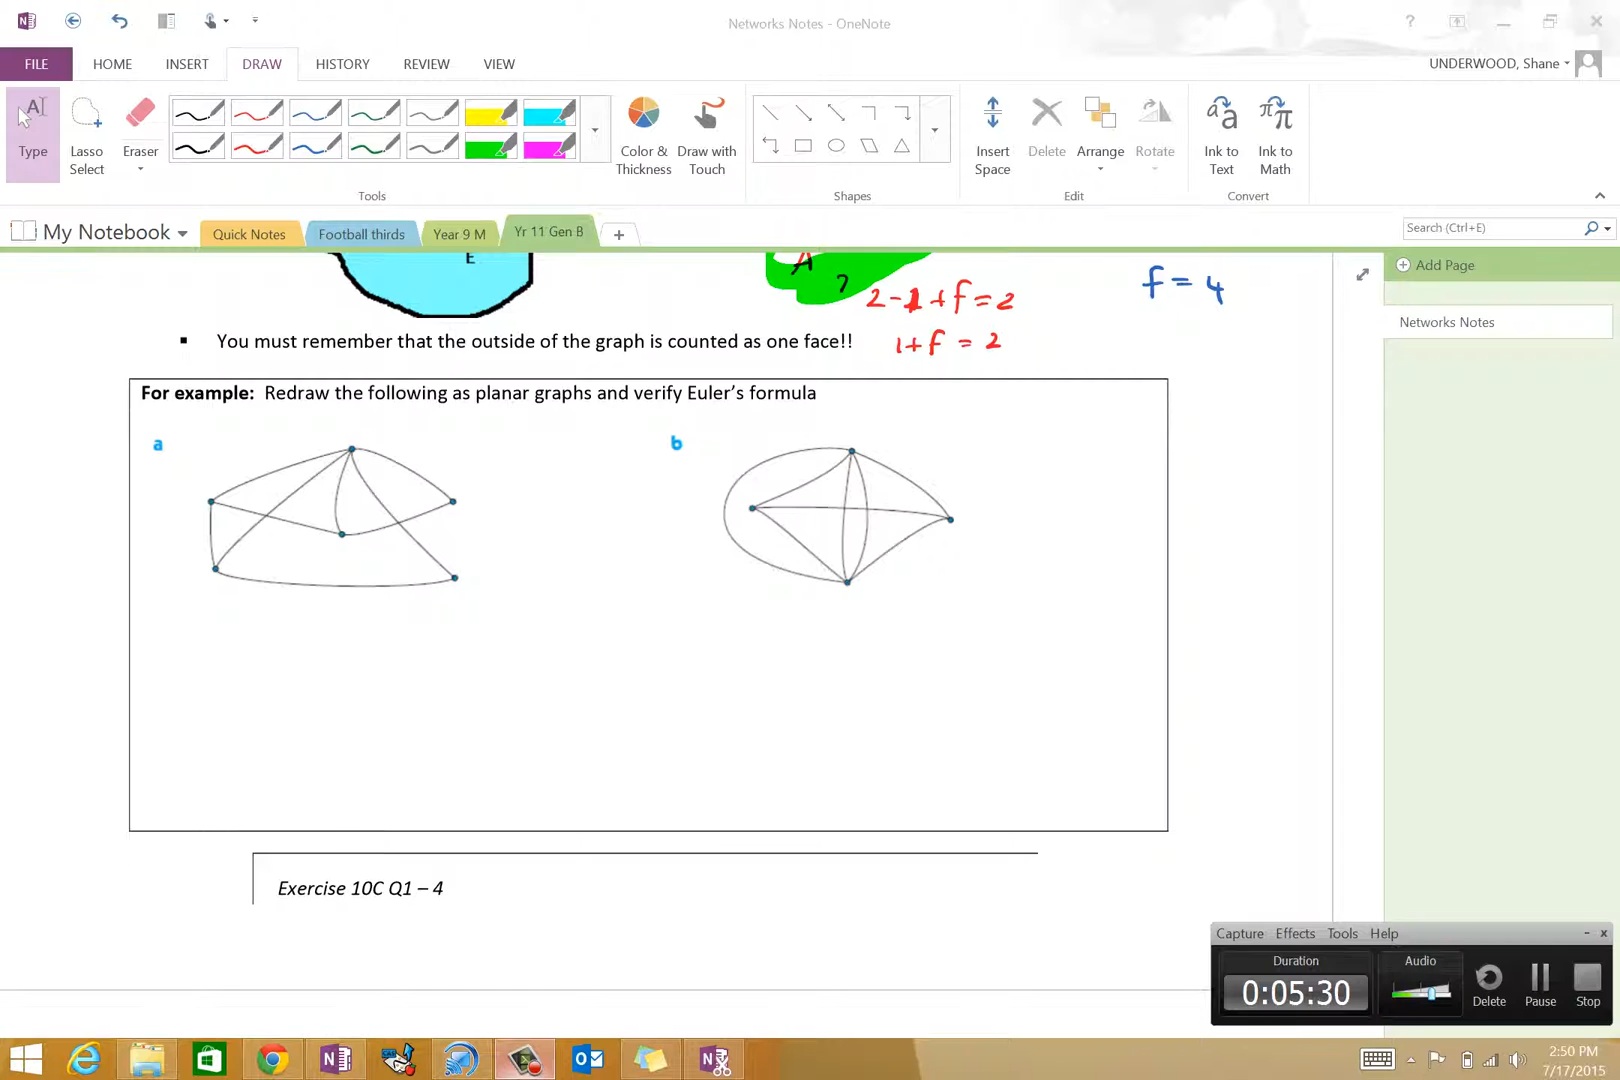 Networks Notes - OneNote
FILE HOME INSERT DRAW HISTORY REVIEW VIEW
UNDERWOOD, Shane
Type
Lasso Select
Eraser
Color & Thickness
Draw with Touch
Insert Space
Delete
Arrange
Rotate
Ink to Text
Ink to Math
Tools
Shapes
Edit
Convert
My Notebook
Quick Notes
Football thirds
Year 9 M
Yr 11 Gen B
Search (Ctrl+E)
Add Page
Networks Notes
E
A
2-1+f=2
f=4
▪ You must remember that the outside of the graph is counted as one face!!
1+f=2
For example: Redraw the following as planar graphs and verify Euler's formula
a
b
Exercise 10C Q1 – 4
Capture Effects Tools Help
Duration
Audio
0:05:30
Delete
Pause
Stop
2:50 PM
7/17/2015